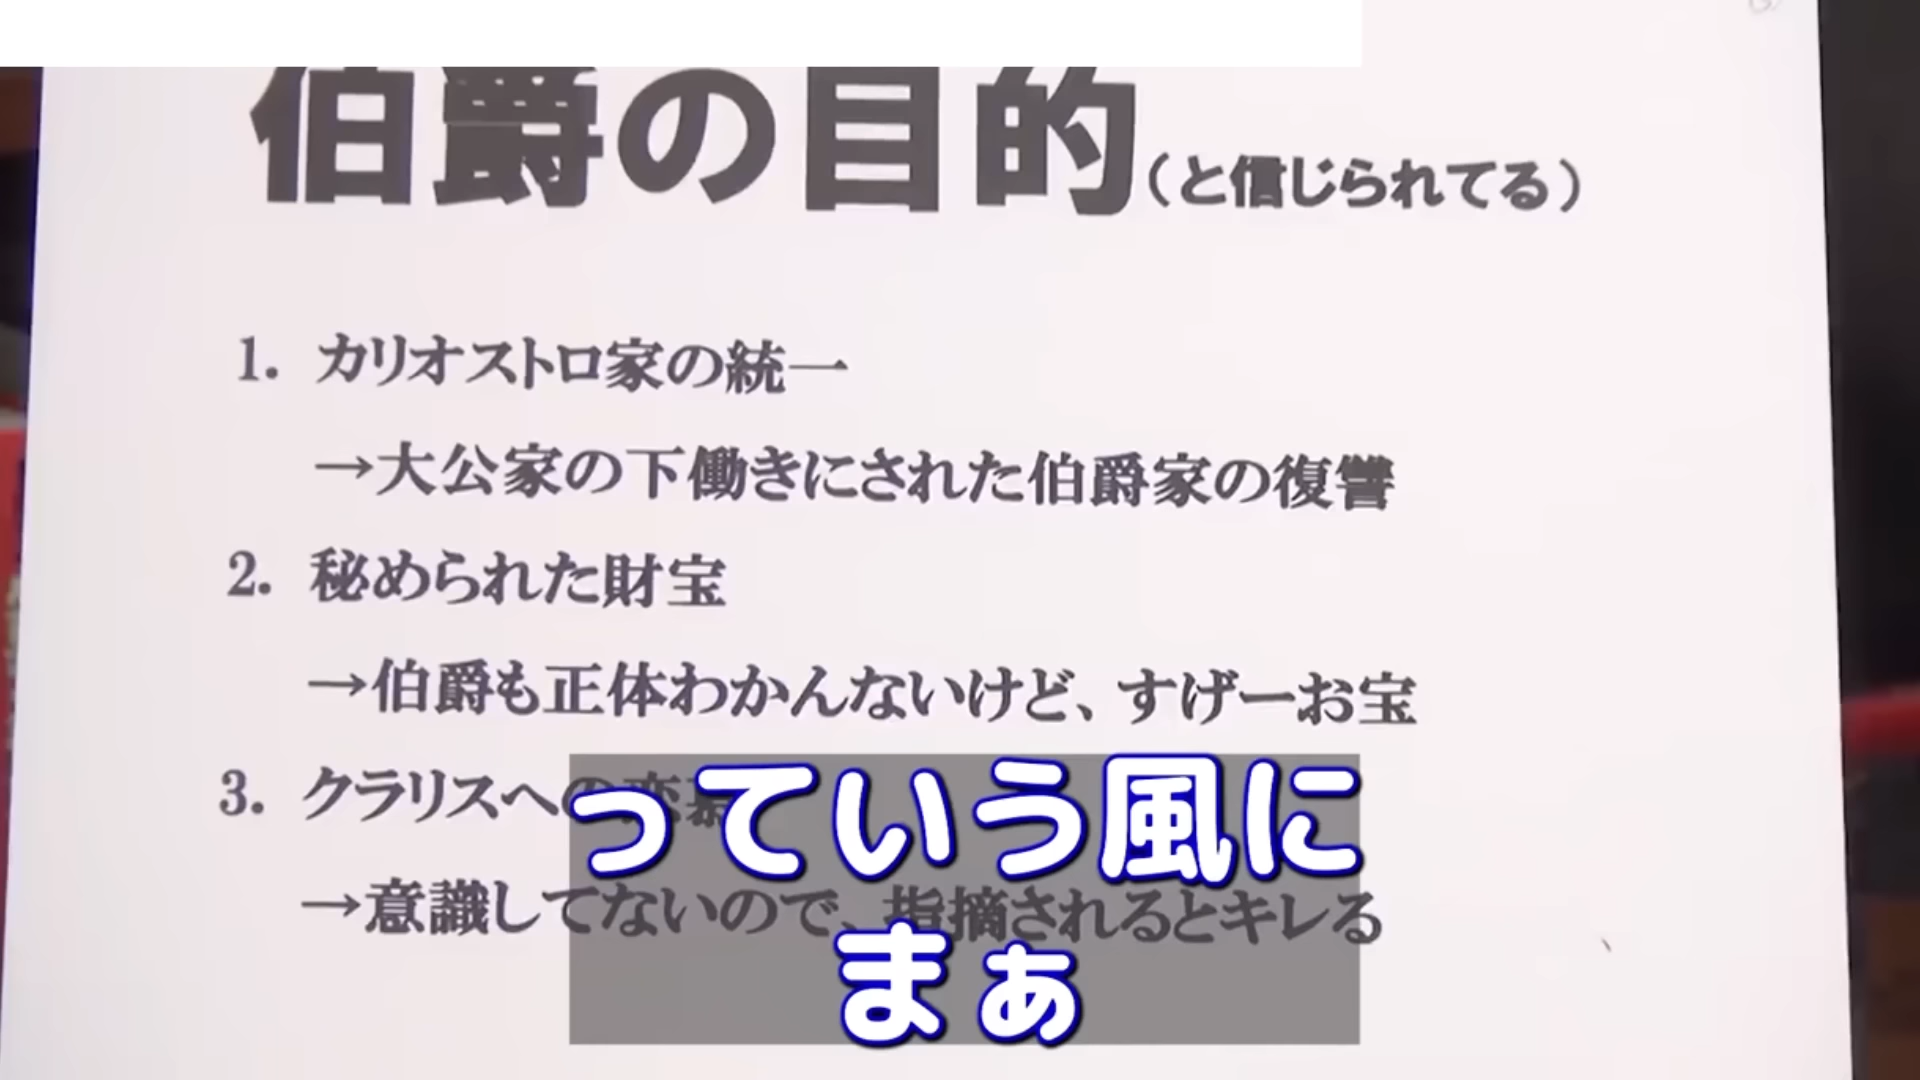 伯爵の目的(と信じられてる)
1. カリオストロ家の統一
→大公家の下働きにされた伯爵家の復讐
2. 秘められた財宝
→伯爵も正体わかんないけど、すげーお宝
3. クラリスへの恋慕
→意識してないので、指摘されるとキレる
っていう風に
まぁ